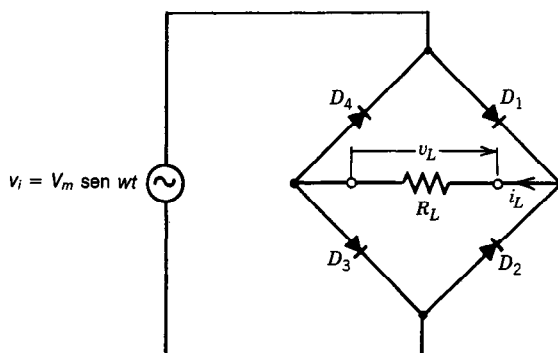 D₄
D₁
v_L
vᵢ = Vₘ sen wt
R_L
i_L
D₃
D₂